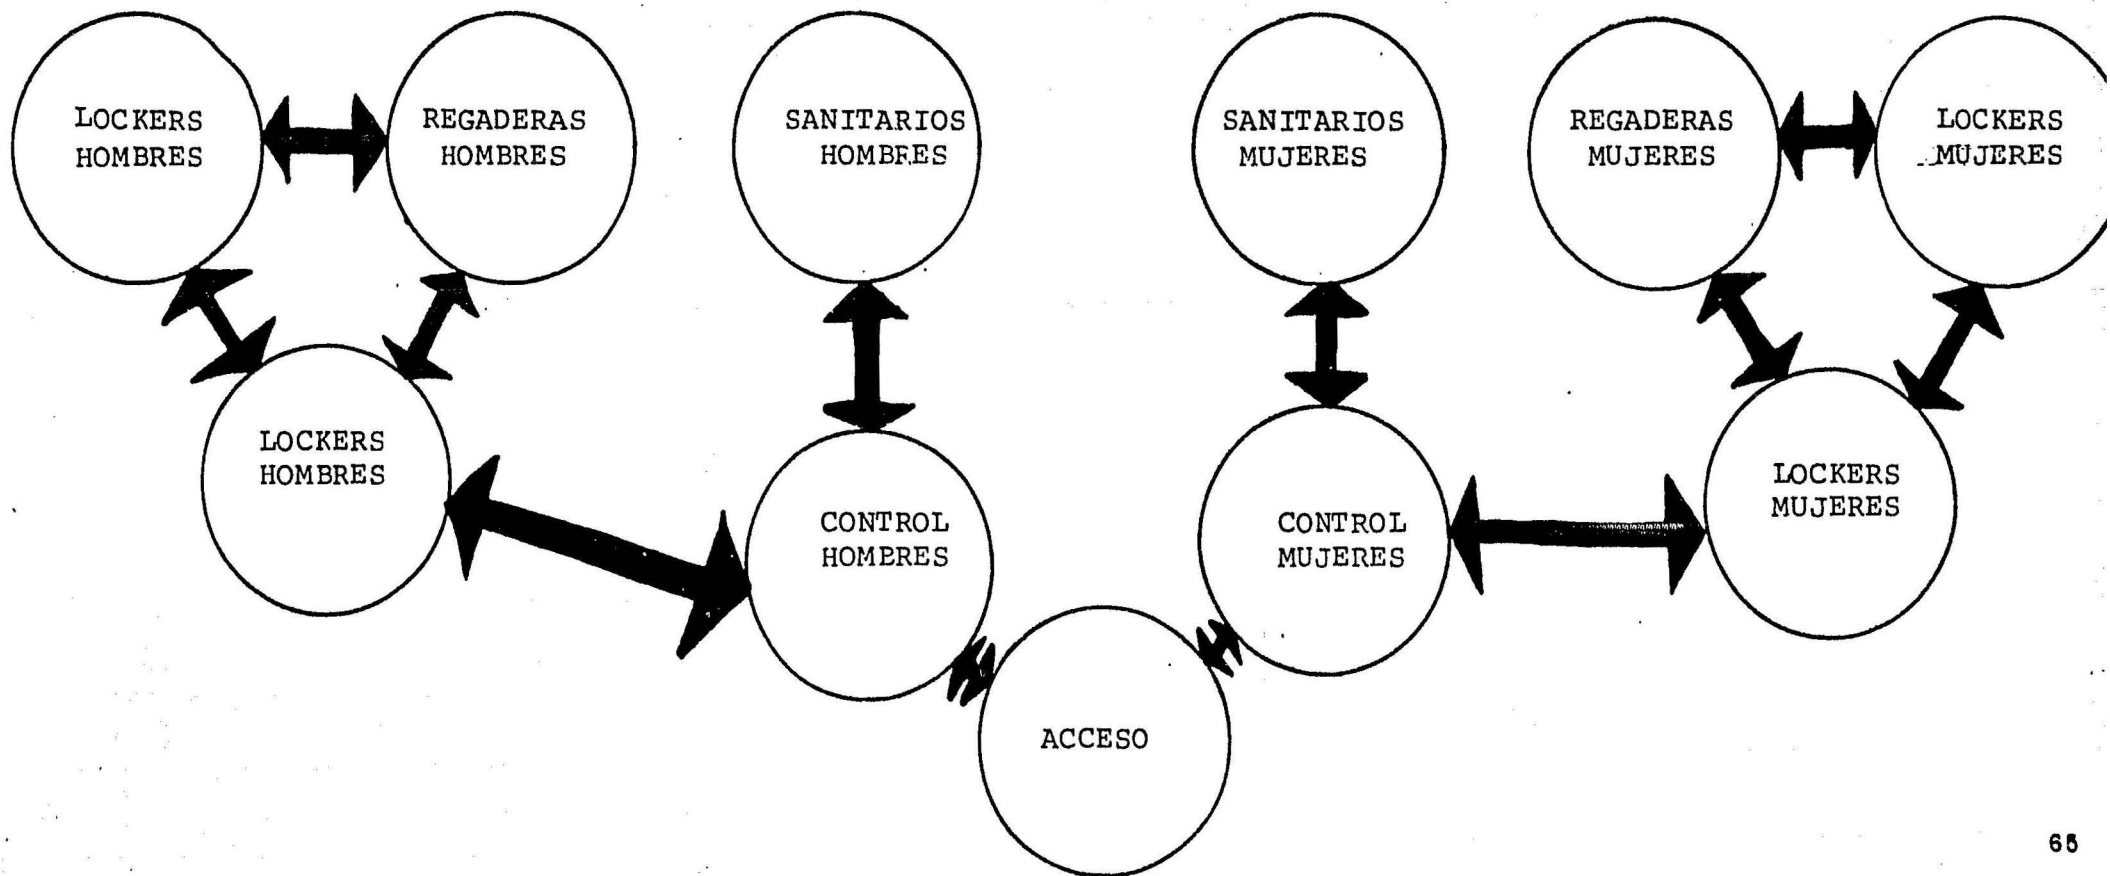 LOCKERS
HOMBRES
REGADERAS
HOMBRES
SANITARIOS
HOMBRES
SANITARIOS
MUJERES
REGADERAS
MUJERES
LOCKERS
MUJERES
LOCKERS
HOMBRES
CONTROL
HOMBRES
CONTROL
MUJERES
LOCKERS
MUJERES
ACCESO